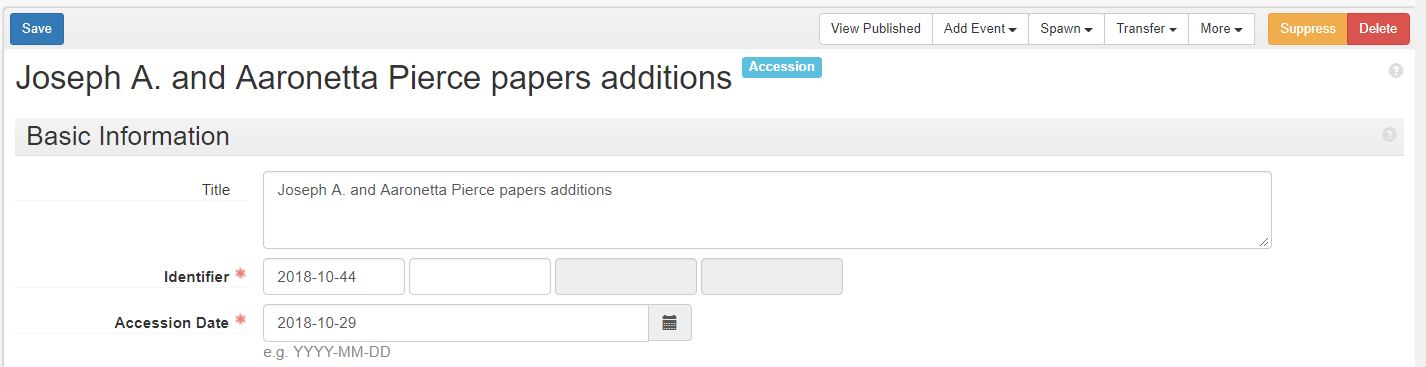 Save View Published Add Event Spawn Transfer More Suppress Delete
Joseph A. and Aaronetta Pierce papers additions Accession
Basic Information
Title Joseph A. and Aaronetta Pierce papers additions
Identifier * 2018-10-44
Accession Date * 2018-10-29
e.g. YYYY-MM-DD